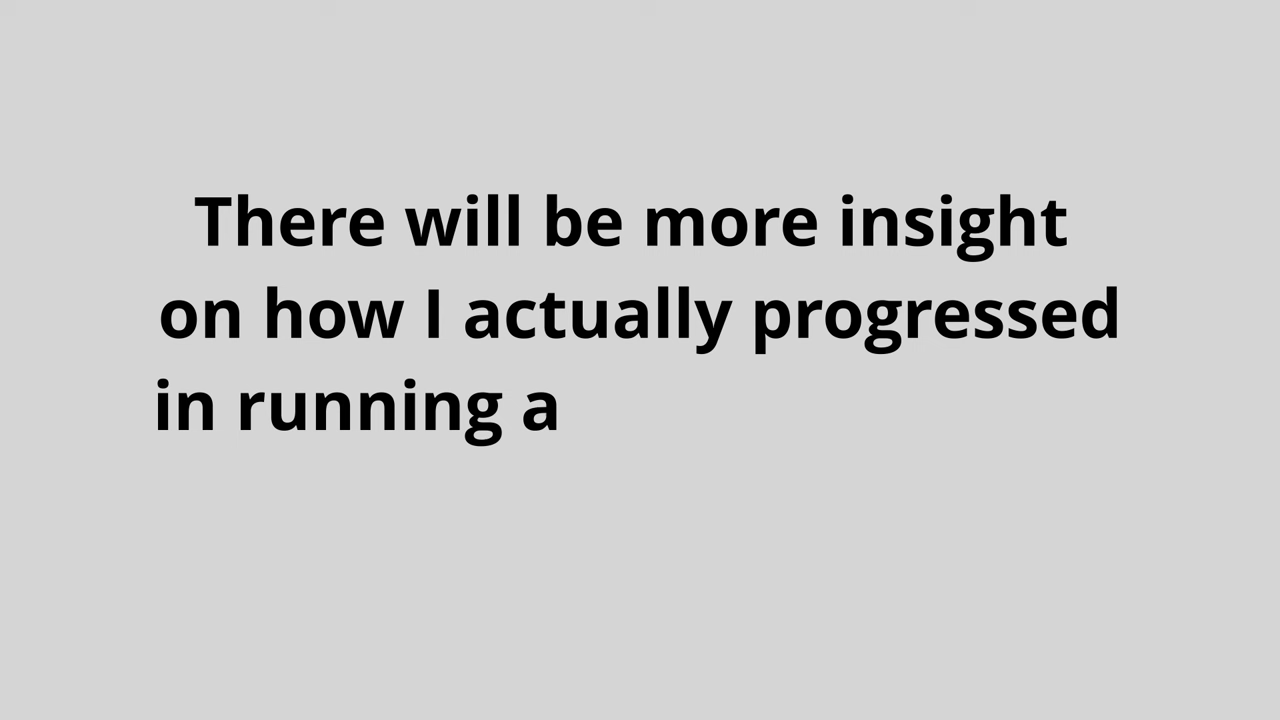 There will be more insight
on how I actually progressed
in running a